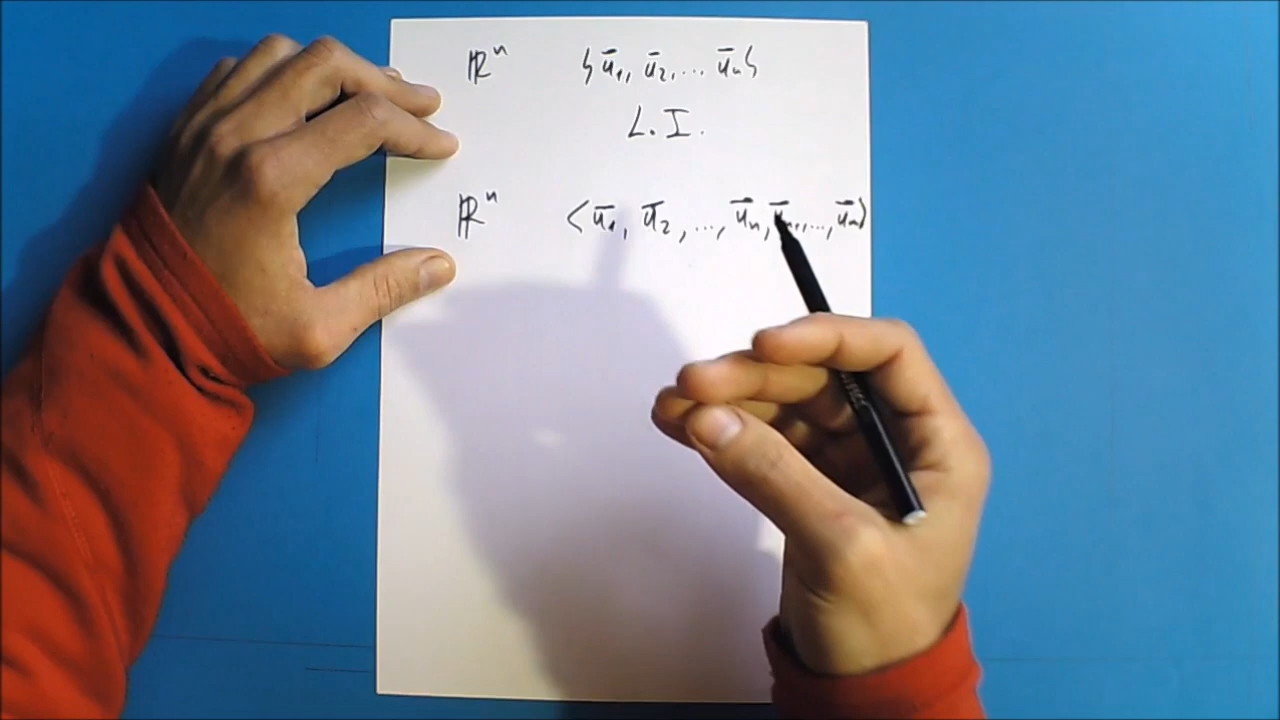 ℝⁿ {ū₁, ū₂, ... ūₙ}
L.I.
ℝⁿ <ū₁, ū₂, ..., ūₙ, ..., ūₘ>